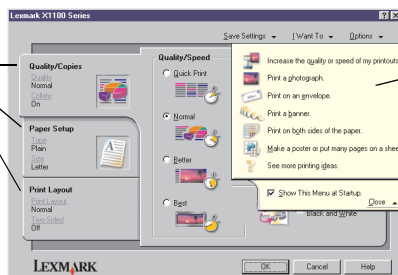 Lexmark X1100 Series
Save Settings
I Want To
Options
Quality/Copies
Quality
Normal
Collate
On
Paper Setup
Type
Plain
Size
Letter
Print Layout
Print Layout
Normal
Two-Sided
Off
Quality/Speed
Quick Print
Normal
Better
Best
Increase the quality or speed of my printouts
Print a photograph.
Print on an envelope.
Print a banner.
Print on both sides of the paper.
Make a poster or put many pages on a shee
See more printing ideas.
Show This Menu at Startup.
Close
Black and White
LEXMARK
OK
Cancel
Help